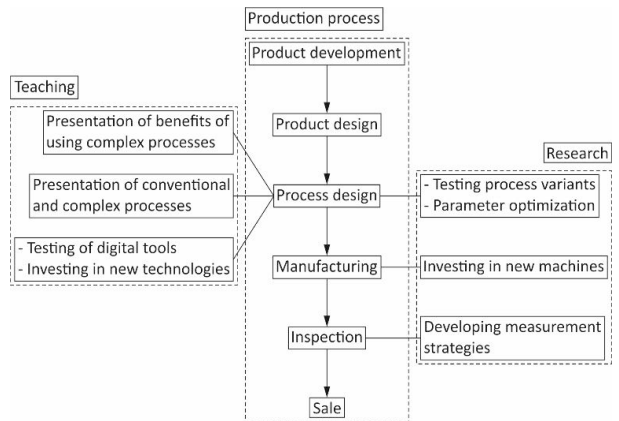 Production process
Product development
Teaching
Presentation of benefits of
using complex processes
Product design
Research
Presentation of conventional
and complex processes
Process design
- Testing process variants
- Parameter optimization
- Testing of digital tools
- Investing in new technologies
Manufacturing
Investing in new machines
Inspection
Developing measurement
strategies
Sale